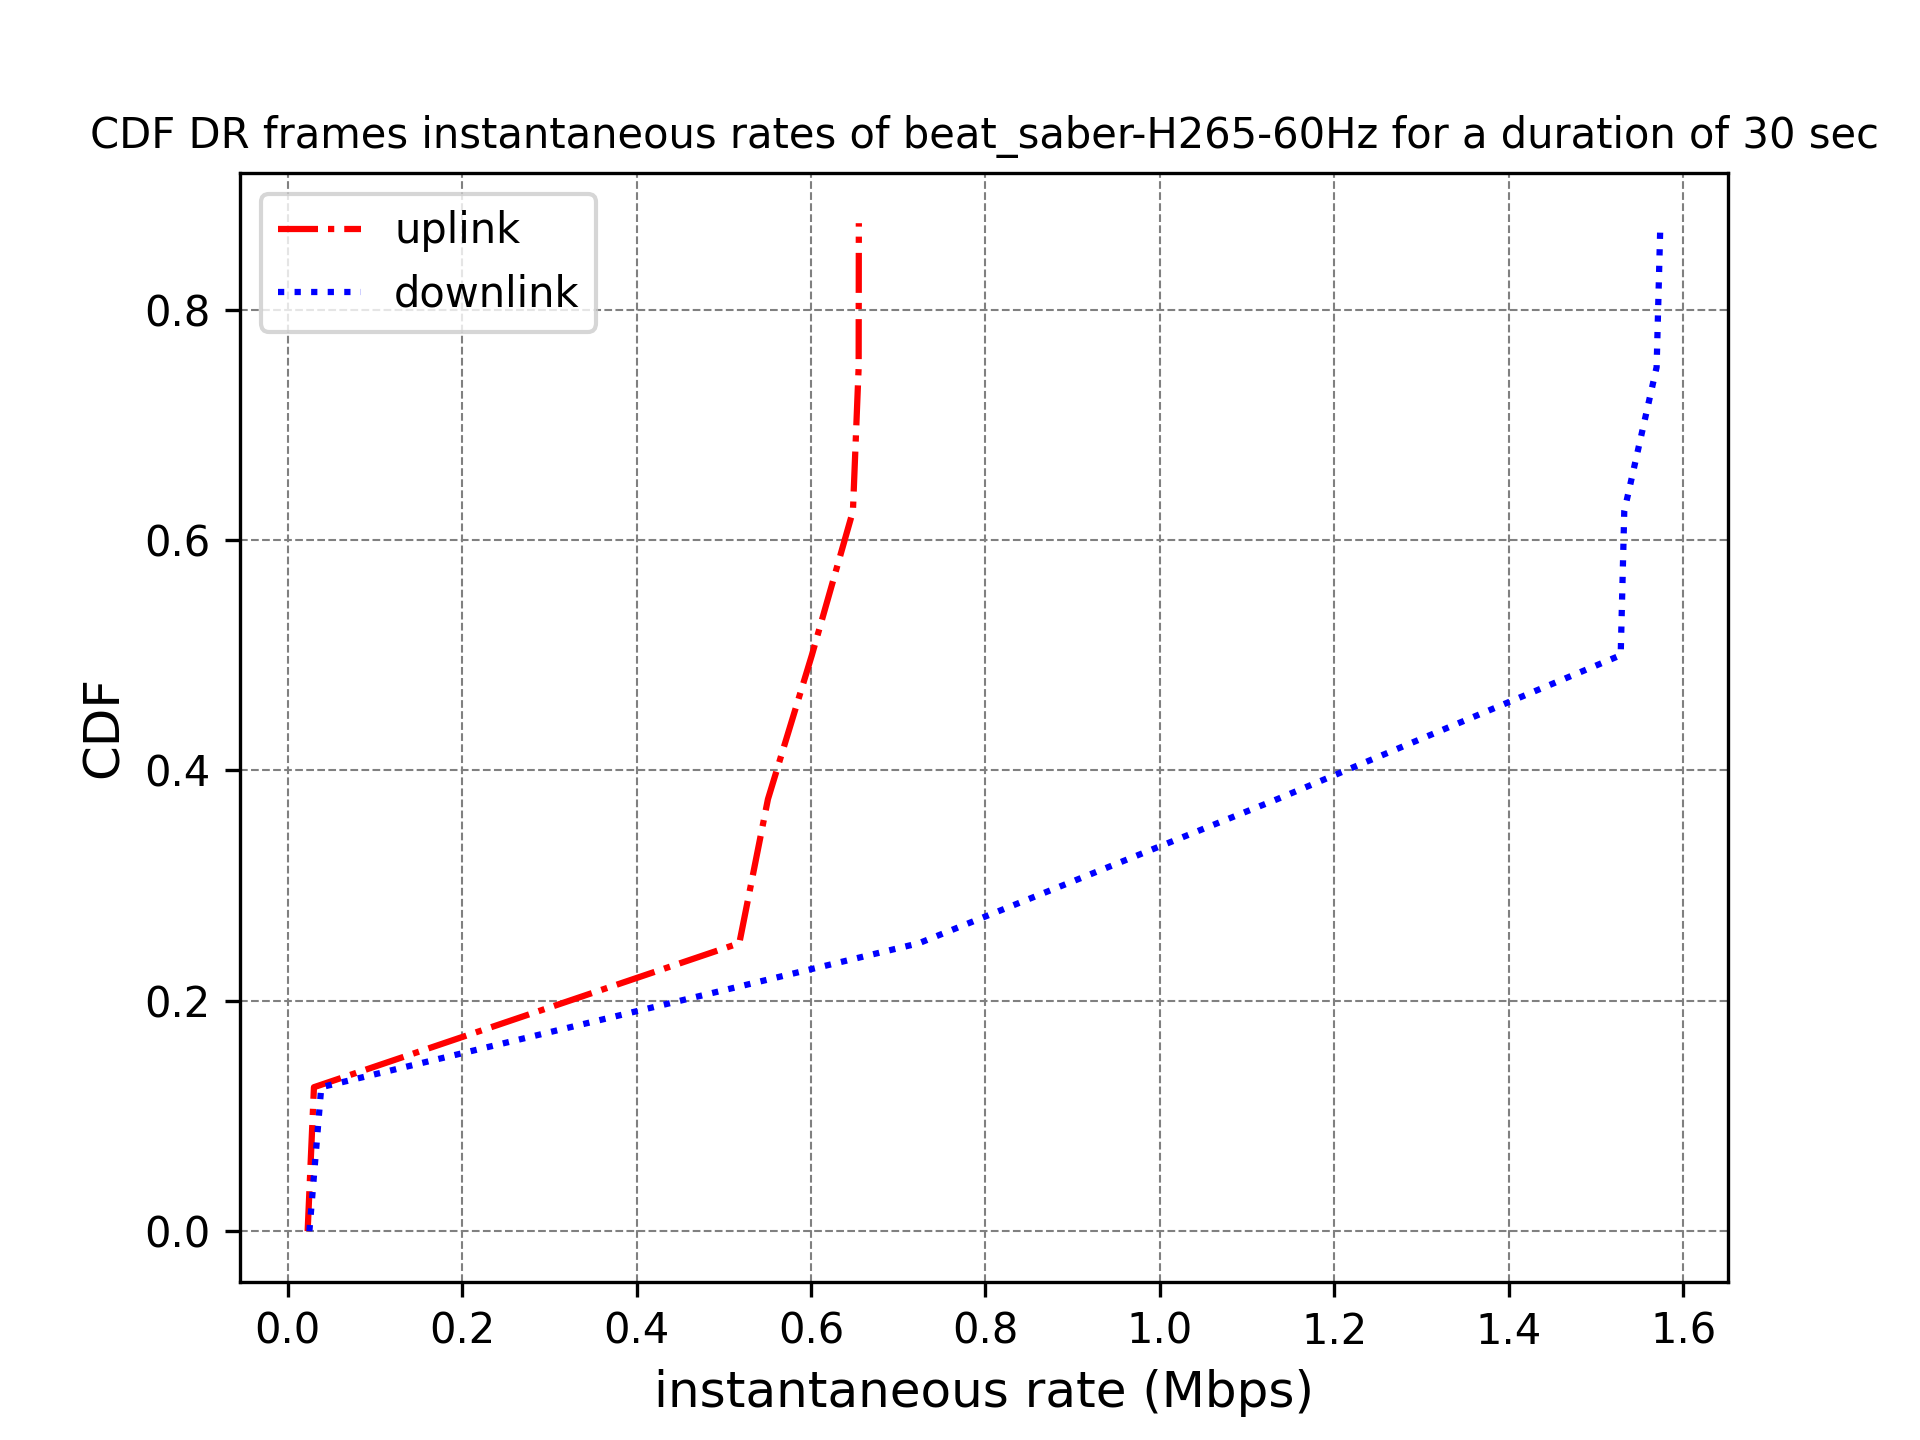 CDF DR frames instantaneous rates of beat_saber-H265-60Hz for a duration of 30 sec
uplink
downlink
0.8
0.6
0.4
0.2
0.0
CDF
0.0 0.2 0.4 0.6 0.8 1.0 1.2 1.4 1.6
instantaneous rate (Mbps)